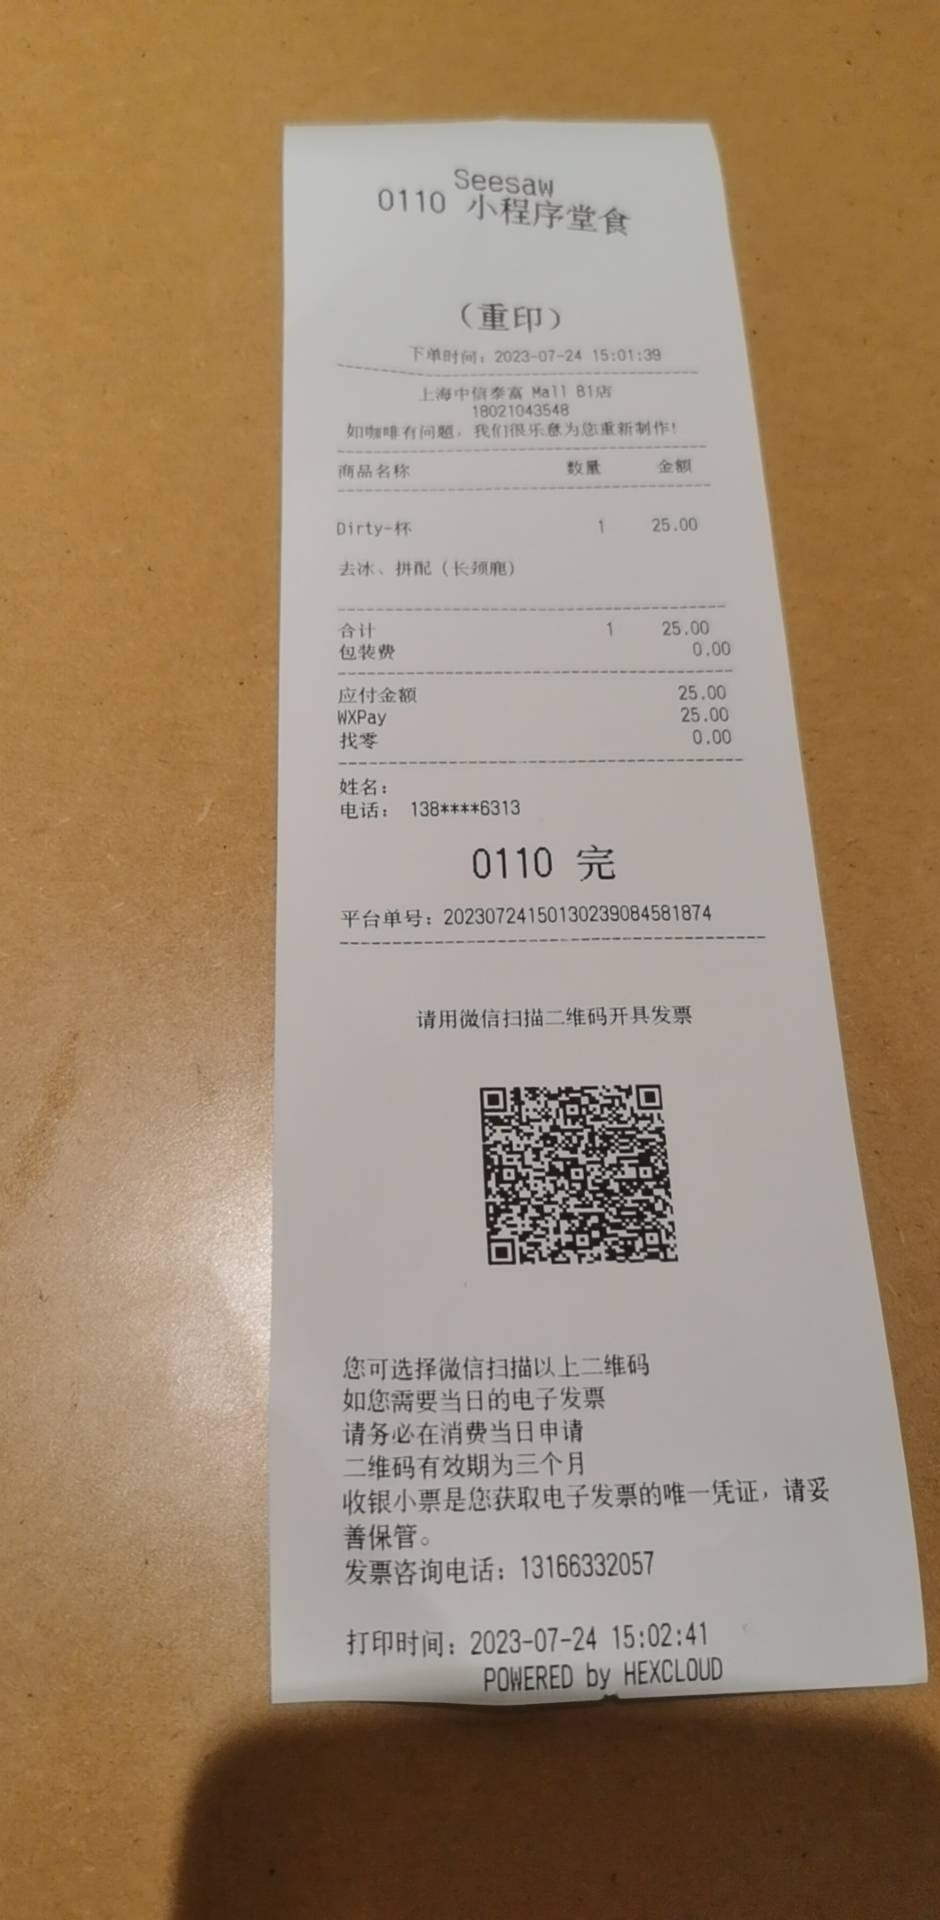 Seesaw
0110 小程序堂食
（重印）
下单时间：2023-07-24 15:01:39
上海中信泰富 Mall B1店
18021043548
如咖啡有问题，我们很乐意为您重新制作!
商品名称 数量 金额
Dirty-杯 1 25.00
去冰、拼配（长颈鹿）
合计 1 25.00
包装费 0.00
应付金额 25.00
WXPay 25.00
找零 0.00
姓名：
电话： 138****6313
0110 完
平台单号：20230724150130239084581874
请用微信扫描二维码开具发票
您可选择微信扫描以上二维码
如您需要当日的电子发票
请务必在消费当日申请
二维码有效期为三个月
收银小票是您获取电子发票的唯一凭证，请妥
善保管。
发票咨询电话：13166332057
打印时间：2023-07-24 15:02:41
POWERED by HEXCLOUD